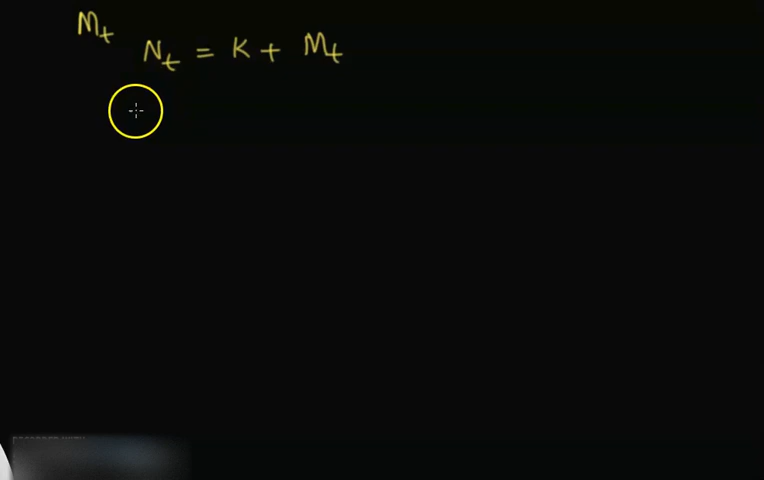 Mt
Nt = K + Mt